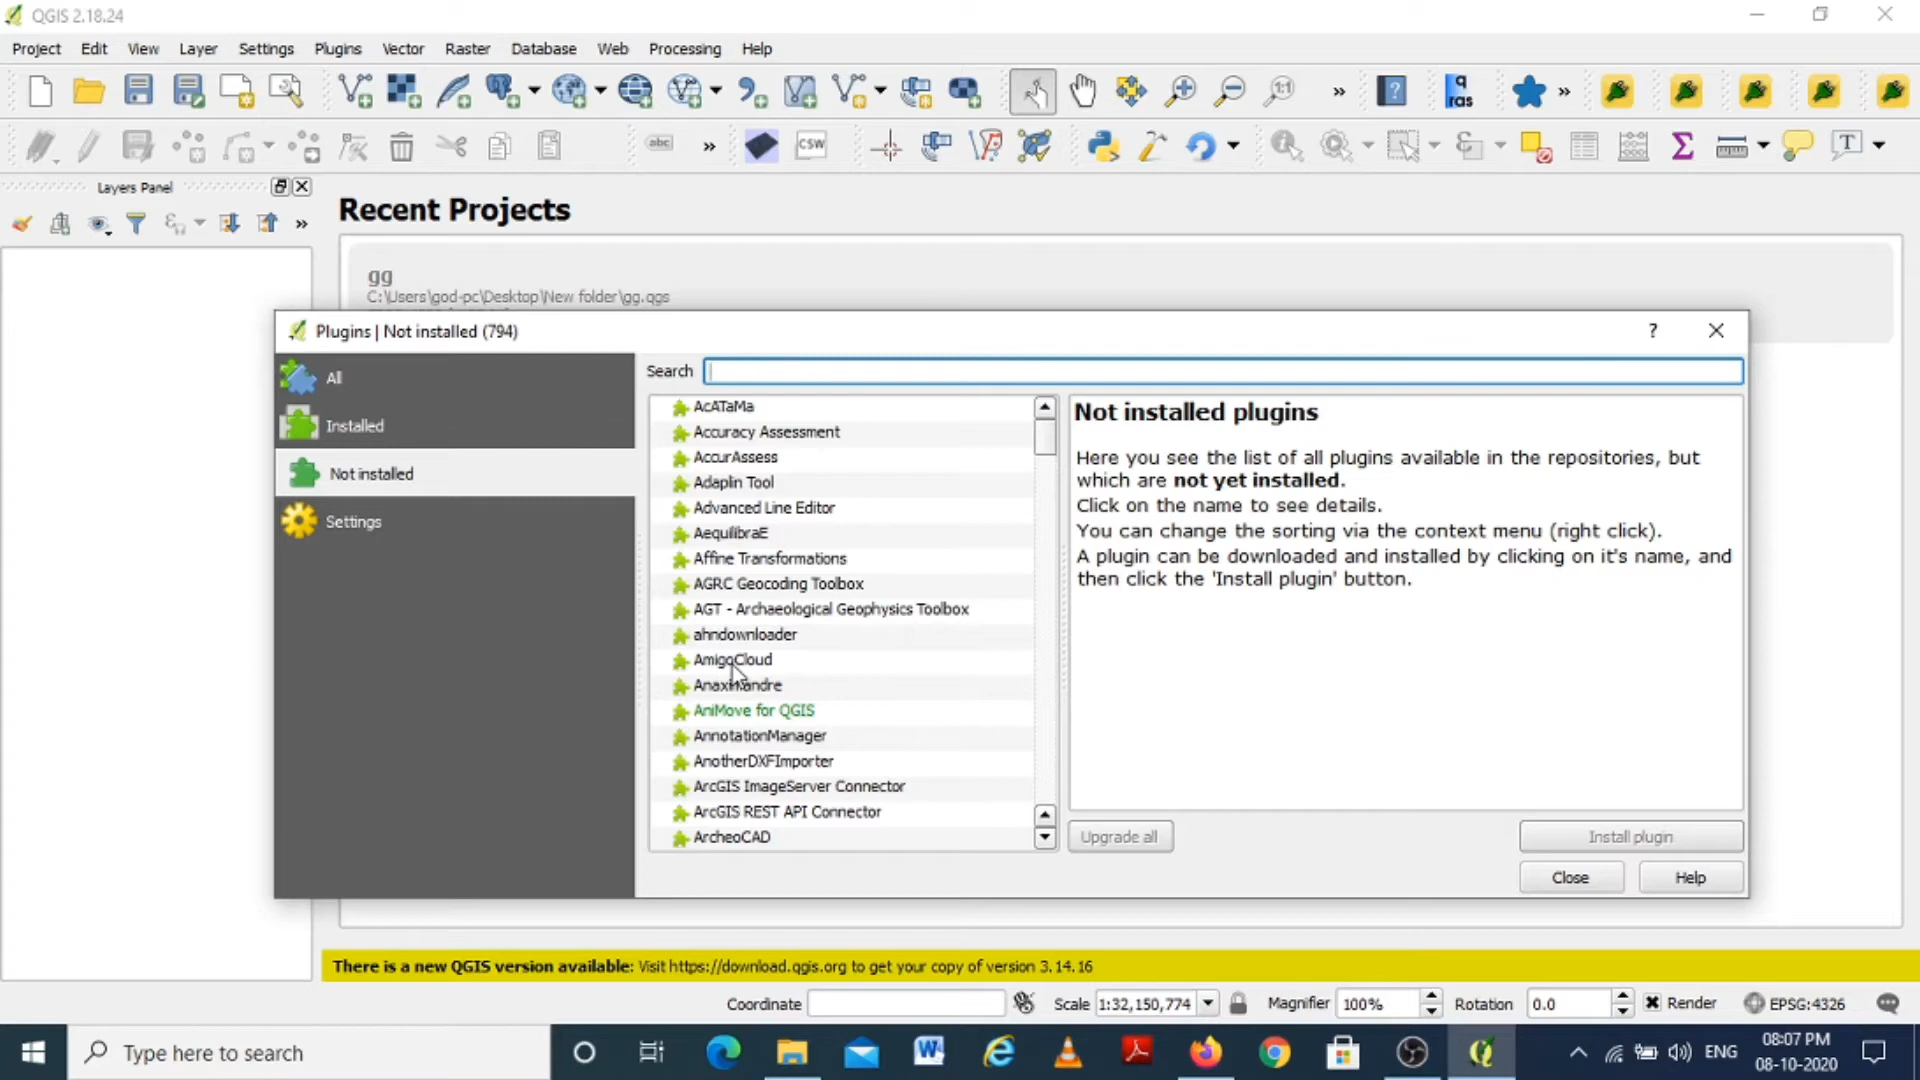 QGIS 2.18.24
Project Edit View Layer Settings Plugins Vector Raster Database Web Processing Help
q
ras
abc
CSW
T
Layers Panel
Recent Projects
gg
C:\Users\god-pc\Desktop\New folder\gg.qgs
Plugins | Not installed (794)
All
Installed
Not installed
Settings
Search
AcATaMa
Accuracy Assessment
AccurAssess
AdapIn Tool
Advanced Line Editor
AequilibraE
Affine Transformations
AGRC Geocoding Toolbox
AGT - Archaeological Geophysics Toolbox
ahndownloader
AmigoCloud
AniMove for QGIS
AnnotationManager
AnotherDXFImporter
ArcGIS ImageServer Connector
ArcGIS REST API Connector
ArcheoCAD
Not installed plugins
Here you see the list of all plugins available in the repositories, but
which are not yet installed.
Click on the name to see details.
You can change the sorting via the context menu (right click).
A plugin can be downloaded and installed by clicking on it's name, and
then click the 'Install plugin' button.
Upgrade all
Install plugin
Close
Help
There is a new QGIS version available: Visit https://download.qgis.org to get your copy of version 3.14.16
Coordinate Scale 1:32,150,774 Magnifier 100% Rotation 0.0 Render EPSG:4326
Type here to search
ENG
08:07 PM
08-10-2020